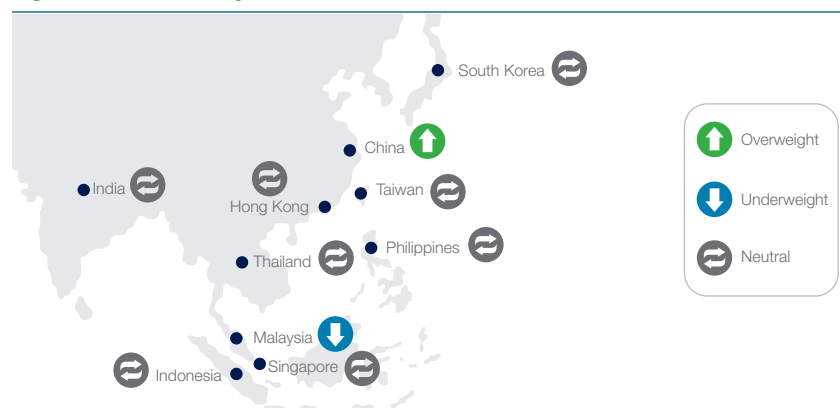 South Korea
China
Overweight
India
Taiwan
Underweight
Hong Kong
Philippines
Neutral
Thailand
Malaysia
Singapore
Indonesia